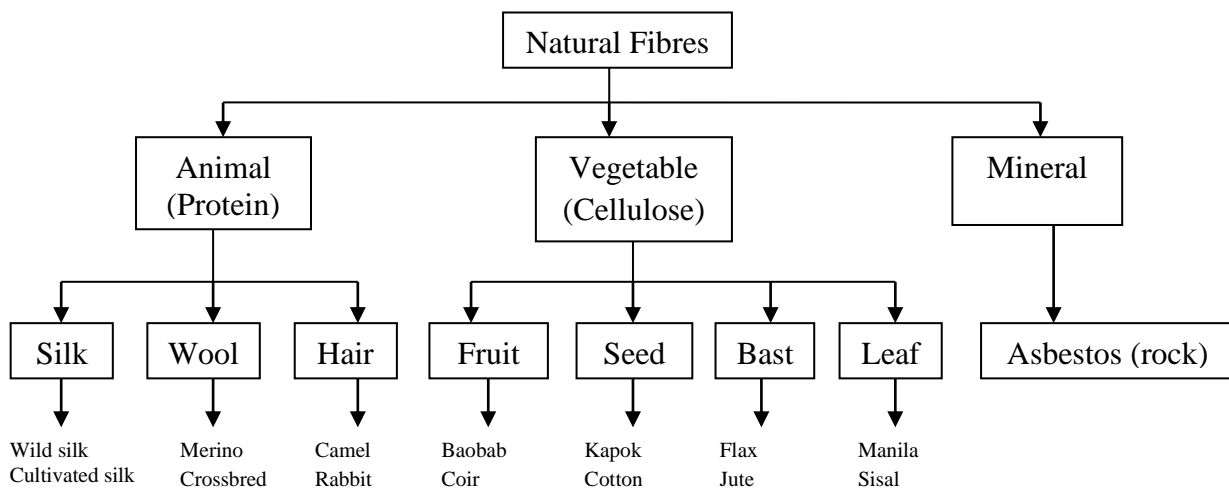 Natural Fibres
Animal
(Protein)
Vegetable
(Cellulose)
Mineral
Silk
Wool
Hair
Fruit
Seed
Bast
Leaf
Asbestos (rock)
Wild silk
Cultivated silk
Merino
Crossbred
Camel
Rabbit
Baobab
Coir
Kapok
Cotton
Flax
Jute
Manila
Sisal